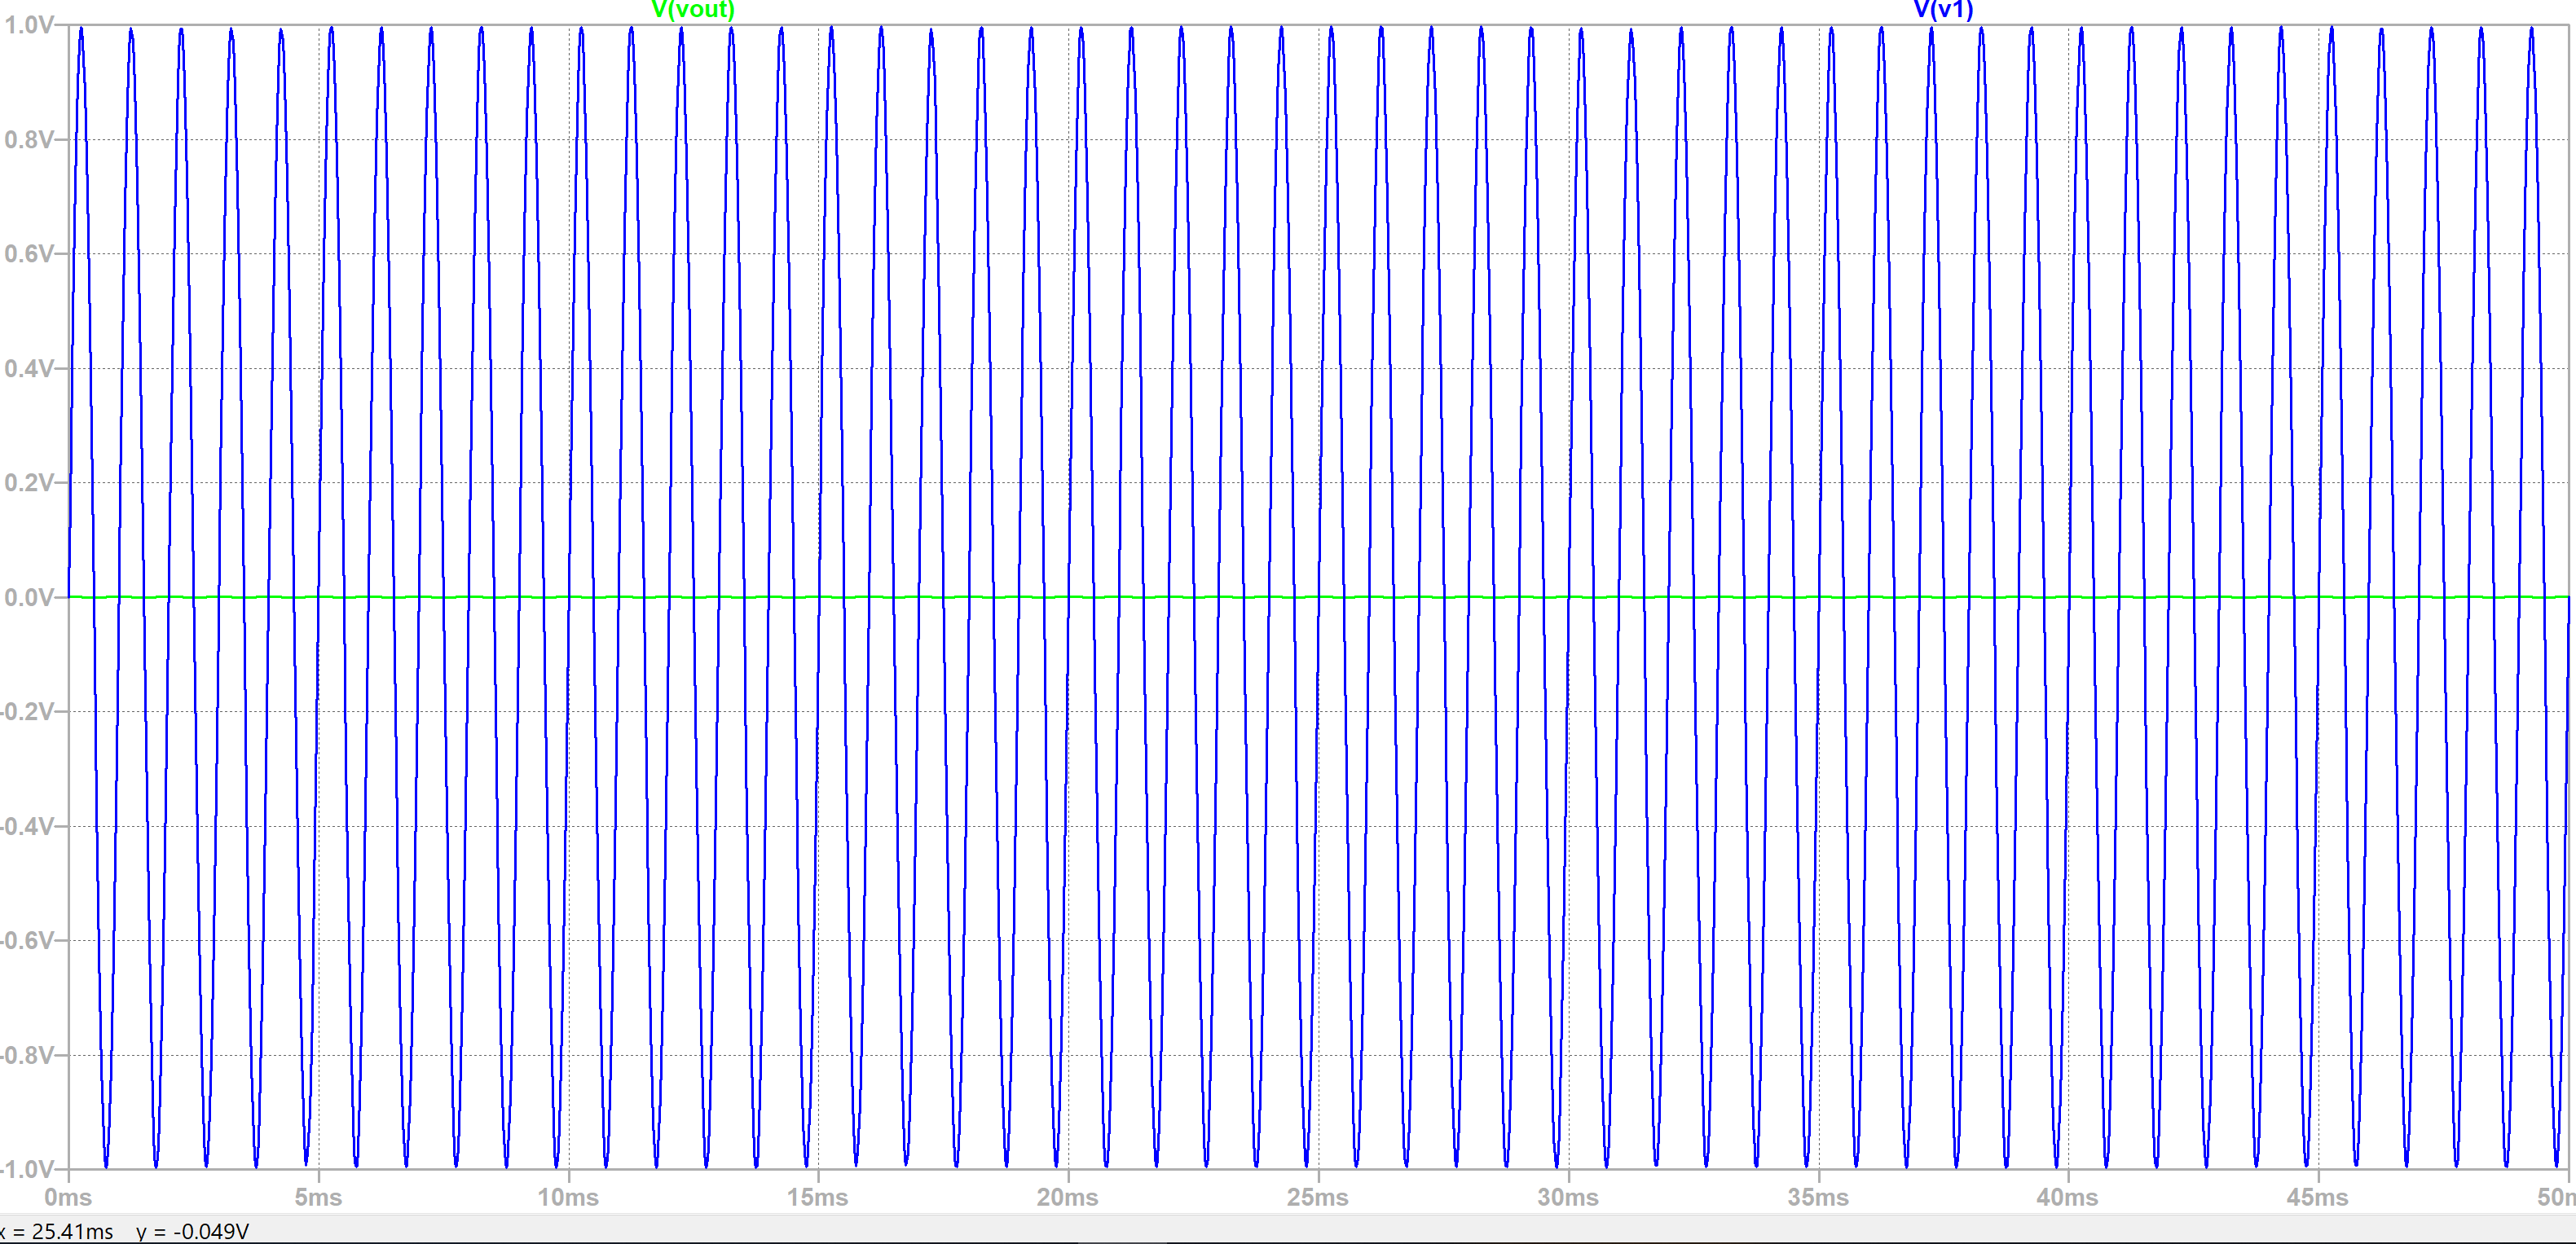 V(vout) V(v1)
1.0V
0.8V
0.6V
0.4V
0.2V
0.0V
-0.2V
-0.4V
-0.6V
-0.8V
-1.0V
0ms 5ms 10ms 15ms 20ms 25ms 30ms 35ms 40ms 45ms 50m
x = 25.41ms y = -0.049V